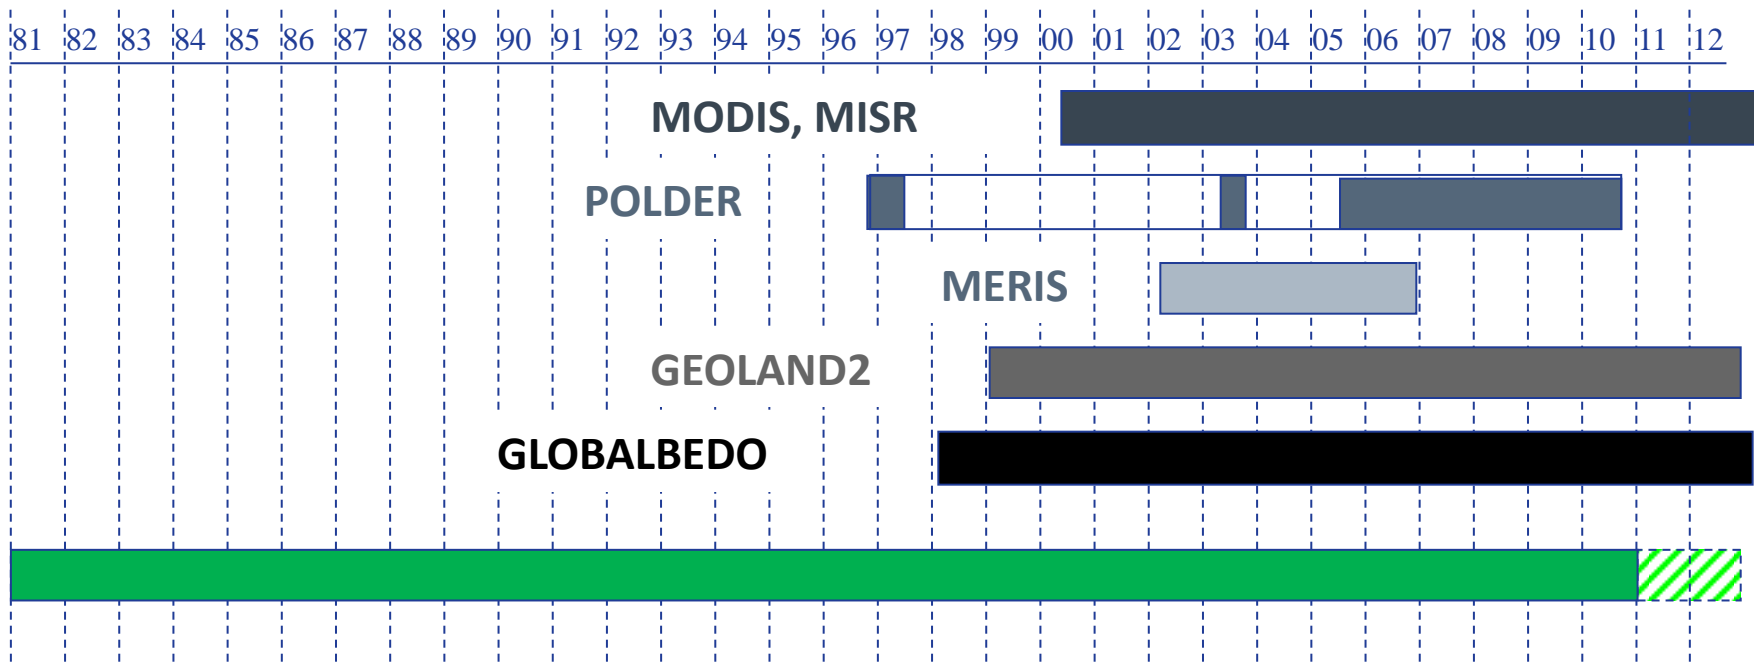 81 82 83 84 85 86 87 88 89 90 91 92 93 94 95 96 97 98 99 00 01 02 03 04 05 06 07 08 09 10 11 12
MODIS, MISR
POLDER
MERIS
GEOLAND2
GLOBALBEDO